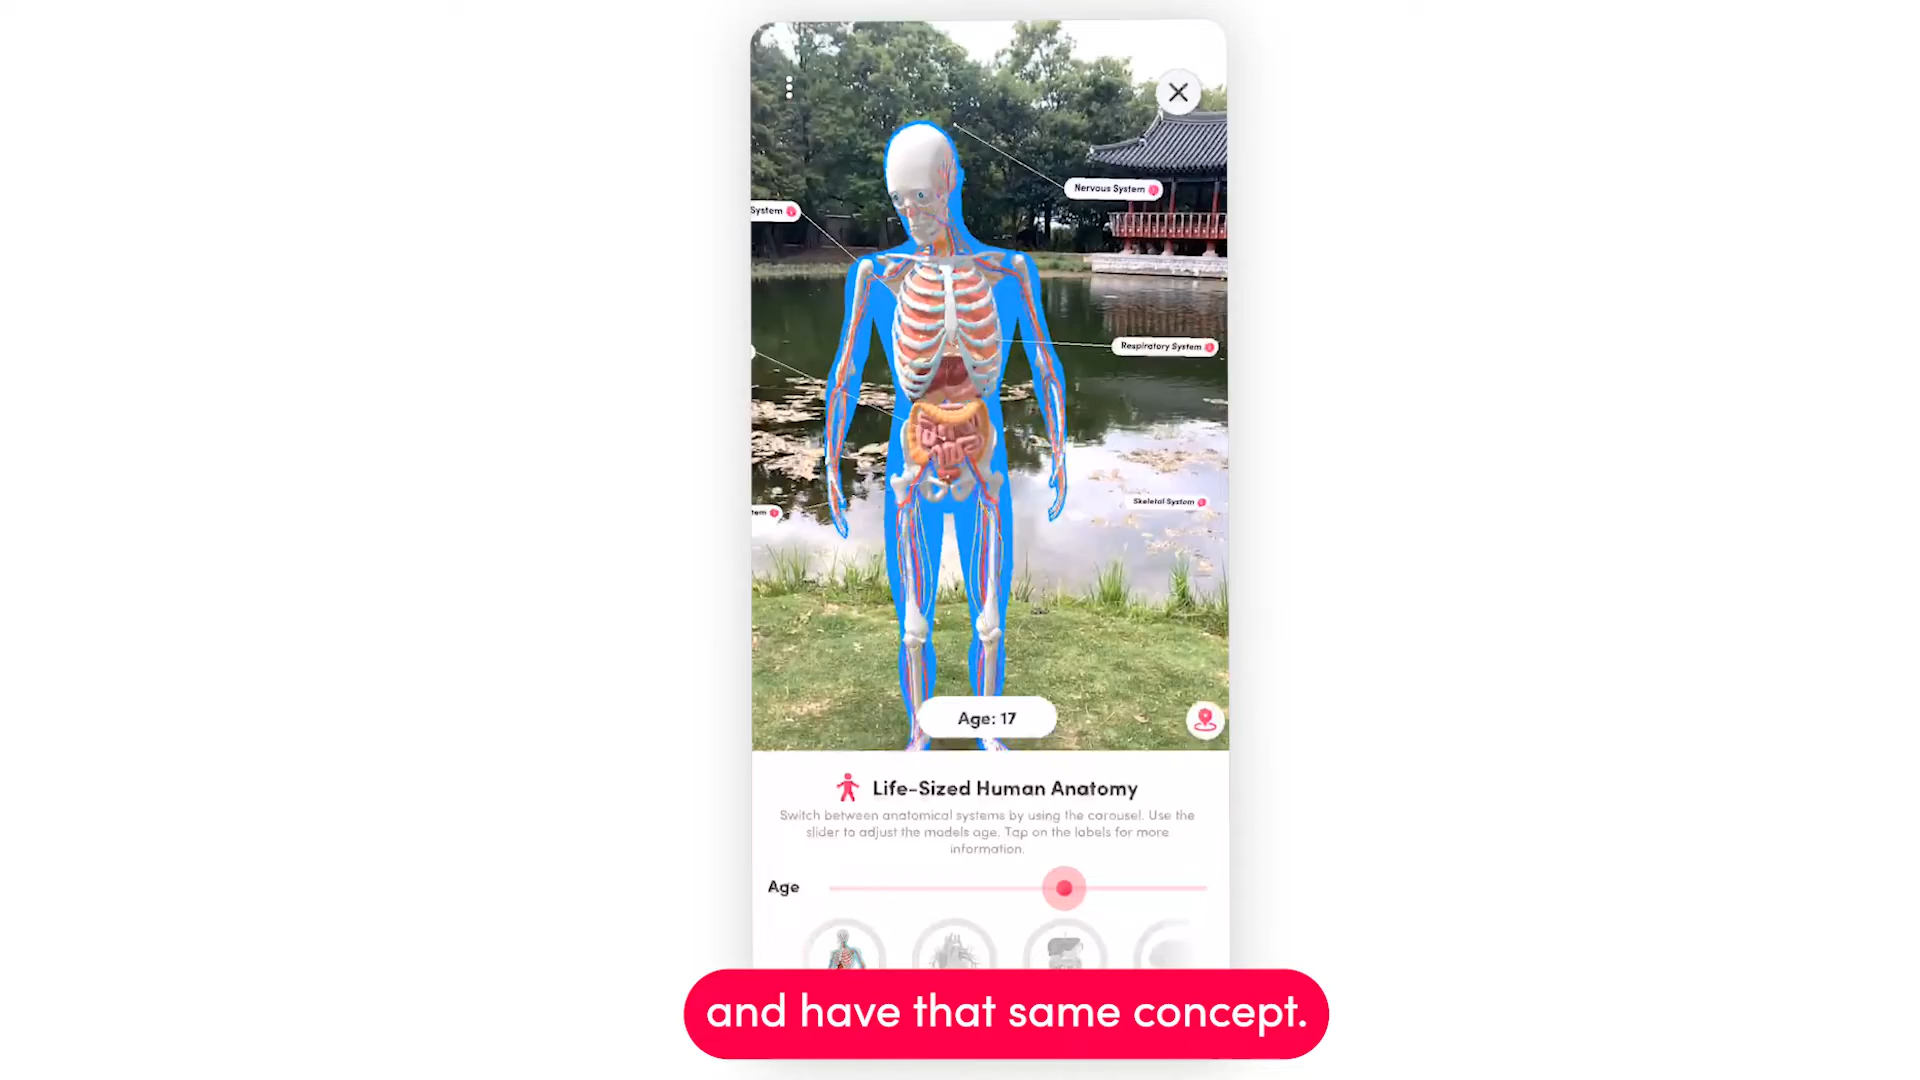 Nervous System
System
Respiratory System
Skeletal System
tem
Age: 17
Life-Sized Human Anatomy
Switch between anatomical systems by using the carousel. Use the
slider to adjust the models age. Tap on the labels for more
information.
Age
and have that same concept.